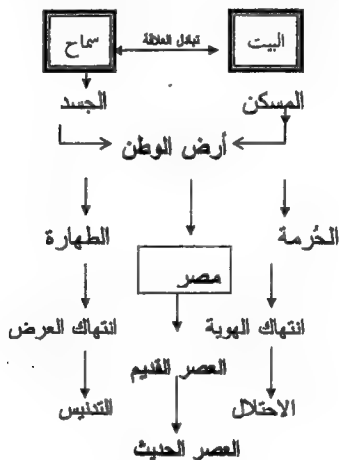 البيت تبادل العلاقة سماح
المسكن الجسد
أرض الوطن
الحُرمة الطهارة
مصر
انتهاك الهوية انتهاك العرض
العصر القديم
الاحتلال التدنيس
العصر الحديث